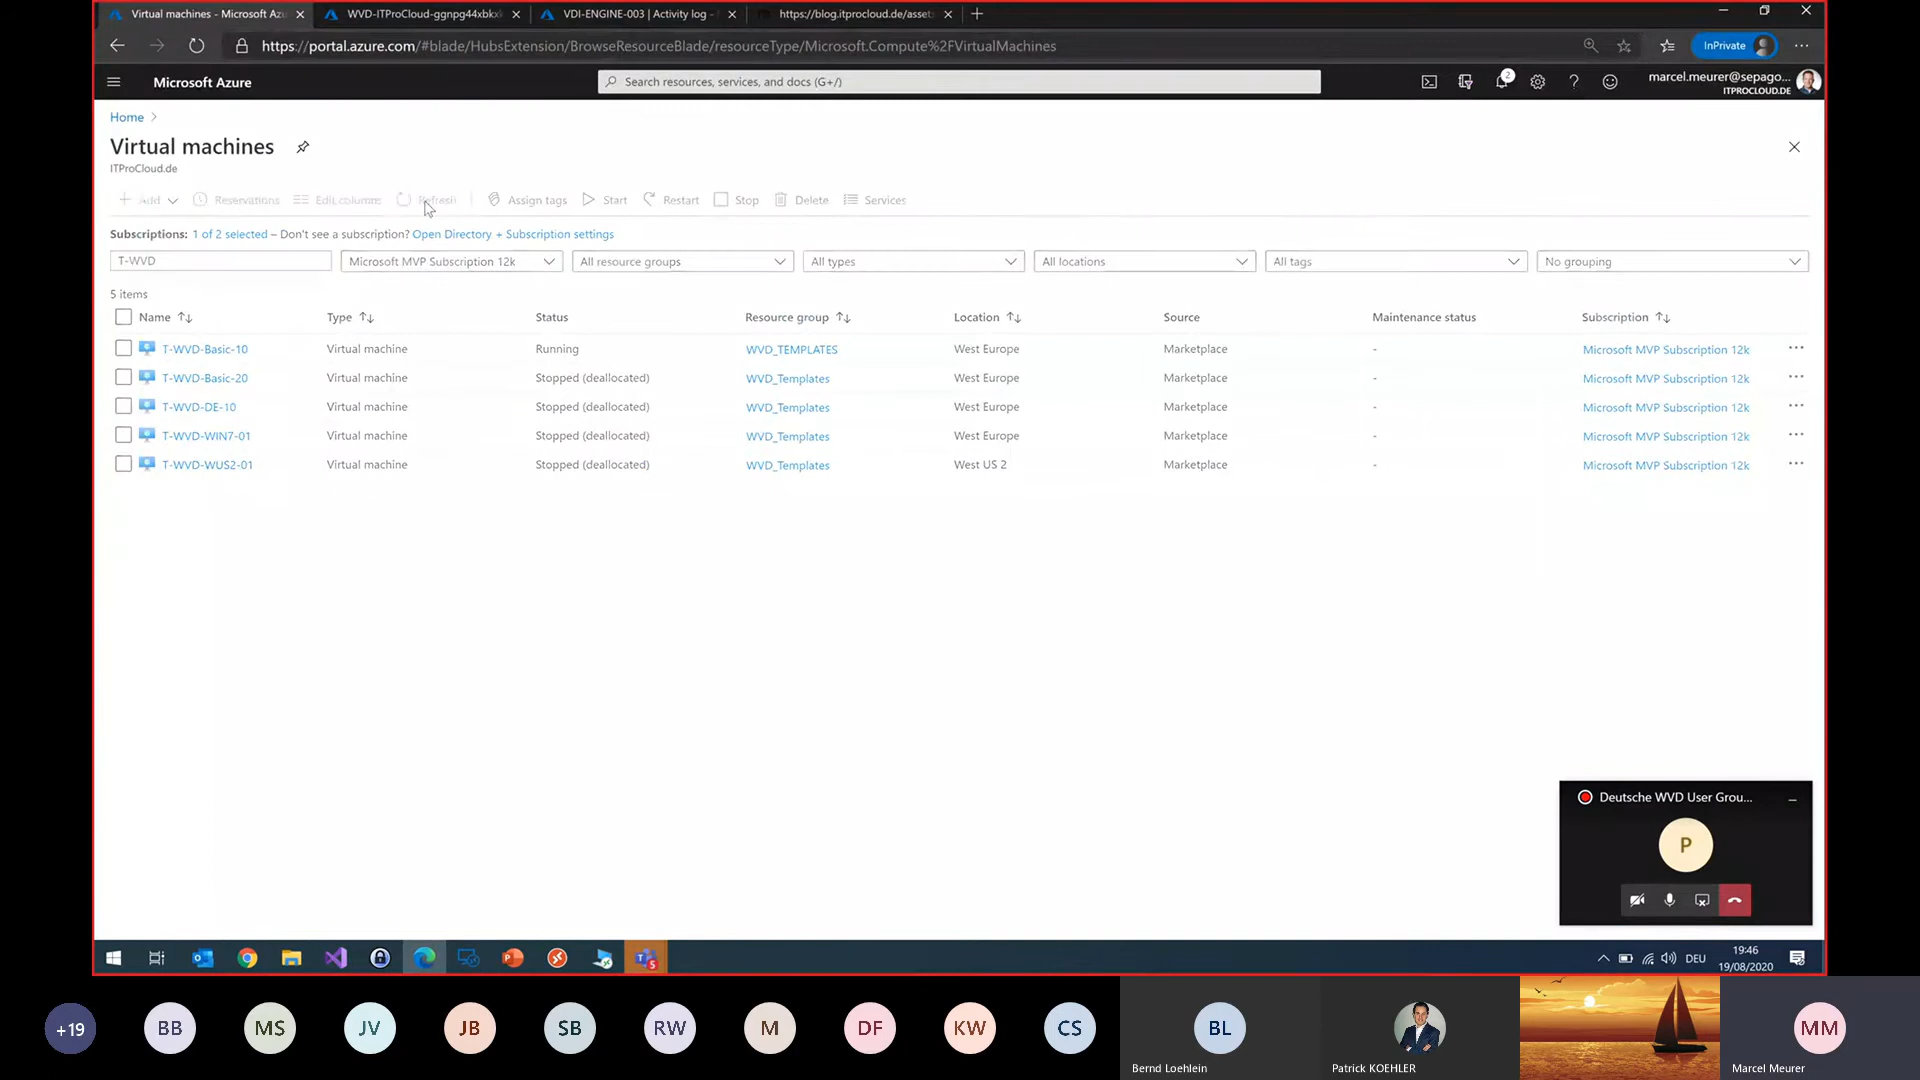 Virtual machines - Microsoft Az
WVD-ITProCloud-ggnpg44xbkx
VDI-ENGINE-003 | Activity log -
https://blog.itprocloud.de/asset
https://portal.azure.com/#blade/HubsExtension/BrowseResourceBlade/resourceType/Microsoft.Compute%2FVirtualMachines
InPrivate
Microsoft Azure
Search resources, services, and docs (G+/)
2
marcel.meurer@sepago...
ITPROCLOUD.DE
Home
Virtual machines
ITProCloud.de
Add Reservations Edit columns Refresh Assign tags Start Restart Stop Delete Services
Subscriptions: 1 of 2 selected – Don't see a subscription? Open Directory + Subscription settings
T-WVD Microsoft MVP Subscription 12k All resource groups All types All locations All tags No grouping
5 items
Name Type Status Resource group Location Source Maintenance status Subscription
T-WVD-Basic-10 Virtual machine Running WVD_TEMPLATES West Europe Marketplace - Microsoft MVP Subscription 12k ...
T-WVD-Basic-20 Virtual machine Stopped (deallocated) WVD_Templates West Europe Marketplace - Microsoft MVP Subscription 12k ...
T-WVD-DE-10 Virtual machine Stopped (deallocated) WVD_Templates West Europe Marketplace - Microsoft MVP Subscription 12k ...
T-WVD-WIN7-01 Virtual machine Stopped (deallocated) WVD_Templates West Europe Marketplace - Microsoft MVP Subscription 12k ...
T-WVD-WUS2-01 Virtual machine Stopped (deallocated) WVD_Templates West US 2 Marketplace - Microsoft MVP Subscription 12k ...
Deutsche WVD User Grou...
P
DEU
19:46
19/08/2020
+19 BB MS JV JB SB RW M DF KW CS BL MM
Bernd Loehlein
Patrick KOEHLER
Marcel Meurer